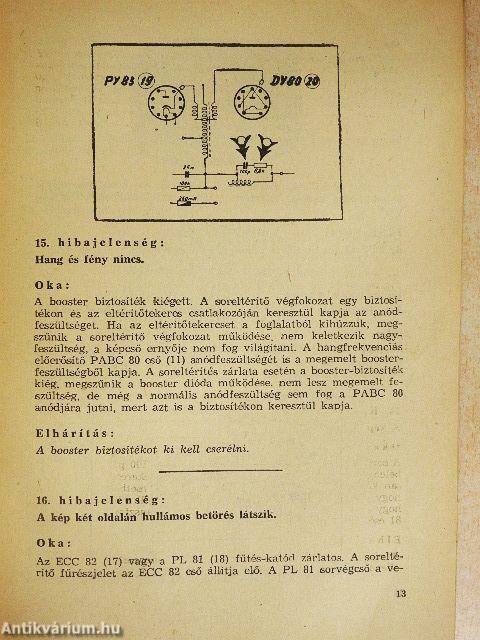 PY83 19 DY80 20
15. hibajelenség:
Hang és fény nincs.
Oka:
A booster biztosíték kiégett. A soreltérítő végfokozat egy biztosí-
tékon és az eltérítőtekercs csatlakozóján keresztül kapja az anód-
feszültséget. Ha az eltérítőtekercset a foglalatból kihúzzuk, meg-
szűnik a soreltérítő végfokozat működése, nem keletkezik nagy-
feszültség, a képcső ernyője nem fog világítani. A hangfrekvenciás
előerősítő PABC 80 cső (11) anódfeszültségét is a megemelt booster-
feszültségből kapja. A soreltérítés zárlata esetén a booster-biztosíték
kiég, megszűnik a booster dióda működése, nem lesz megemelt fe-
szültség, de még a normális anódfeszültség sem fog a PABC 80
anódjára jutni, mert azt is a biztosítékon keresztül kapja.
Elhárítás:
A booster biztosítékot ki kell cserélni.
16. hibajelenség:
A kép két oldalán hullámos betörés látszik.
Oka:
Az ECC 82 (17) vagy a PL 81 (18) fűtés-katód zárlatos. A sorelté-
rítő fűrészjelet az ECC 82 cső állítja elő. A PL 81 sorvégcső a ve-
13
Antikvárium.hu